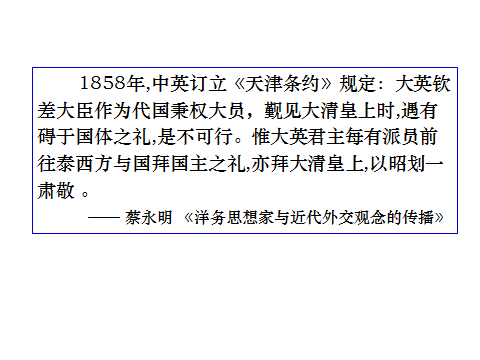 1858年,中英订立《天津条约》规定：大英钦
差大臣作为代国秉权大员，觐见大清皇上时,遇有
碍于国体之礼,是不可行。惟大英君主每有派员前
往泰西方与国拜国主之礼,亦拜大清皇上,以昭划一
肃敬 。
—— 蔡永明 《洋务思想家与近代外交观念的传播》